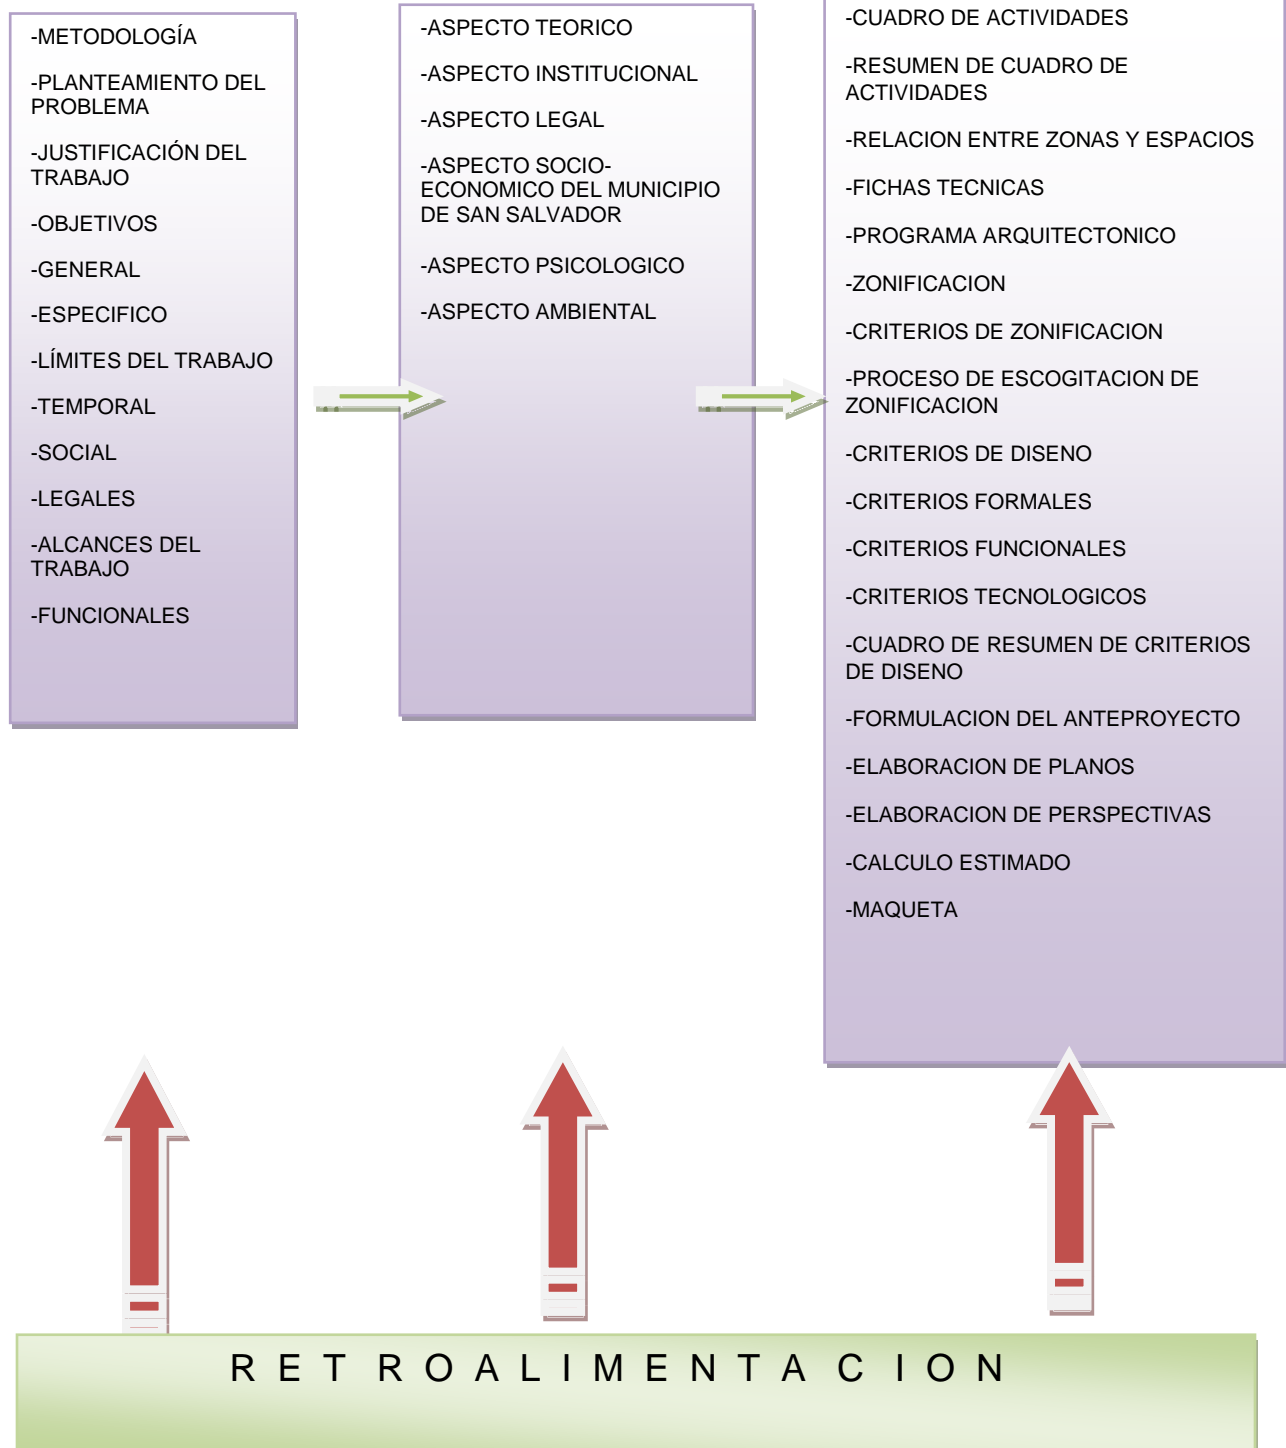 -METODOLOGÍA
-PLANTEAMIENTO DEL
PROBLEMA
-JUSTIFICACIÓN DEL
TRABAJO
-OBJETIVOS
-GENERAL
-ESPECIFICO
-LÍMITES DEL TRABAJO
-TEMPORAL
-SOCIAL
-LEGALES
-ALCANCES DEL
TRABAJO
-FUNCIONALES
-ASPECTO TEORICO
-ASPECTO INSTITUCIONAL
-ASPECTO LEGAL
-ASPECTO SOCIO-
ECONOMICO DEL MUNICIPIO
DE SAN SALVADOR
-ASPECTO PSICOLOGICO
-ASPECTO AMBIENTAL
-CUADRO DE ACTIVIDADES
-RESUMEN DE CUADRO DE
ACTIVIDADES
-RELACION ENTRE ZONAS Y ESPACIOS
-FICHAS TECNICAS
-PROGRAMA ARQUITECTONICO
-ZONIFICACION
-CRITERIOS DE ZONIFICACION
-PROCESO DE ESCOGITACION DE
ZONIFICACION
-CRITERIOS DE DISENO
-CRITERIOS FORMALES
-CRITERIOS FUNCIONALES
-CRITERIOS TECNOLOGICOS
-CUADRO DE RESUMEN DE CRITERIOS
DE DISENO
-FORMULACION DEL ANTEPROYECTO
-ELABORACION DE PLANOS
-ELABORACION DE PERSPECTIVAS
-CALCULO ESTIMADO
-MAQUETA
R E T R O A L I M E N T A C I O N